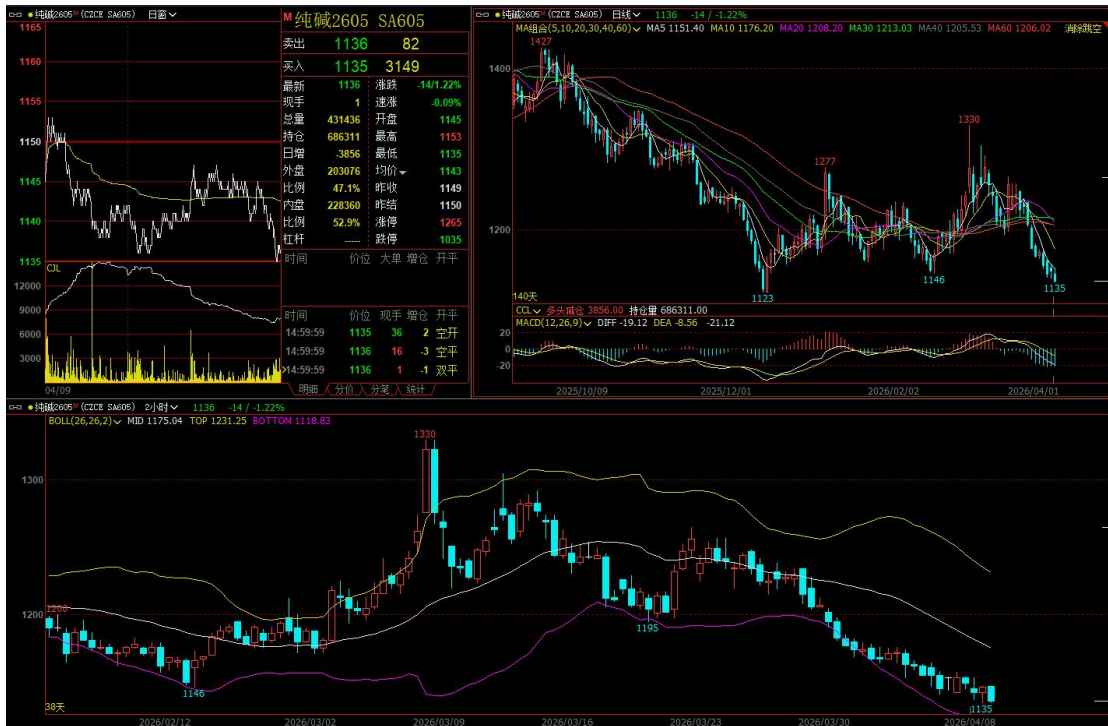 纯碱2605M(CZCE SA605) 日窗
1165
1160
1155
1150
1145
1140
1135
CJL
12000
9000
6000
3000
04/09
M 纯碱2605 SA605
卖出 1136 82
买入 1135 3149
最新 1136 涨跌 -14/1.22%
现手 1 速涨 -0.09%
总量 431436 开盘 1145
持仓 686311 最高 1153
日增 -3856 最低 1135
外盘 203076 均价 1143
比例 47.1% 昨收 1149
内盘 228360 昨结 1150
比例 52.9% 涨停 1265
杠杆 ----- 跌停 1035
时间 价位 大单 增仓 开平
时间 价位 现手 增仓 开平
14:59:59 1135 36 2 空开
14:59:59 1136 16 -3 空平
14:59:59 1136 1 -1 双平
明细 分价 分笔 统计
纯碱2605M(CZCE SA605) 日线 1136 -14 / -1.22%
MA组合(5,10,20,30,40,60) MA5 1151.40 MA10 1176.20 MA20 1208.20 MA30 1213.03 MA40 1205.53 MA60 1206.02 消除跳空
1427
1400
1330
1277
1200
1146
1135
1123
140天
CCL 多头减仓 3856.00 持仓量 686311.00
MACD(12,26,9) DIFF -19.12 DEA -8.56 -21.12
20
0
-20
2025/10/09 2025/12/01 2026/02/02 2026/04/01
纯碱2605M(CZCE SA605) 2小时 1136 -14 / -1.22%
BOLL(26,26,2) MID 1175.04 TOP 1231.25 BOTTOM 1118.83
1330
1300
1200
1200
1195
1146
1135
38天
2026/02/12 2026/03/02 2026/03/09 2026/03/16 2026/03/23 2026/03/30 2026/04/08